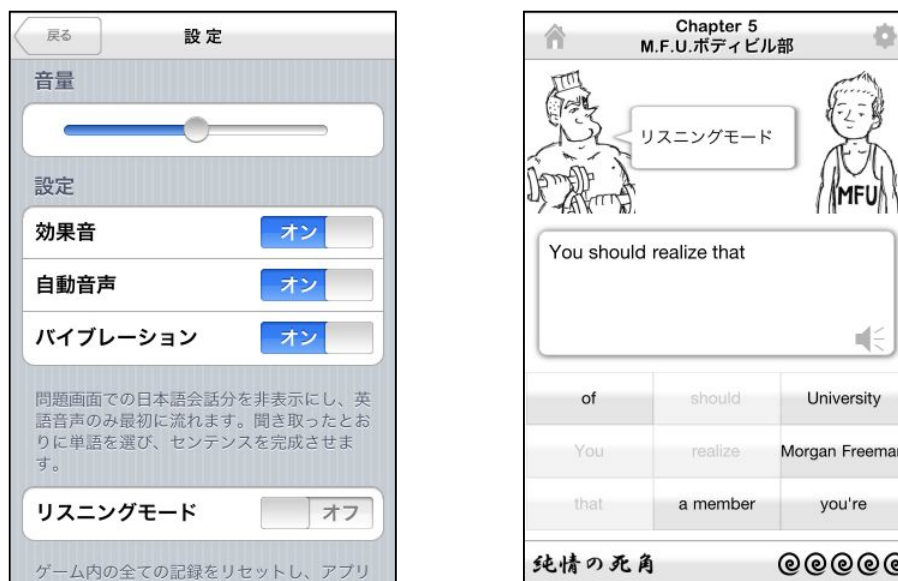 戻る
設定
音量
設定
効果音 オン
自動音声 オン
バイブレーション オン
問題画面での日本語会話分を非表示にし、英
語音声のみ最初に流れます。聞き取ったとお
りに単語を選び、センテンスを完成させま
す。
リスニングモード オフ
ゲーム内の全ての記録をリセットし、アプリ
Chapter 5
M.F.U.ボディビル部
リスニングモード
MFU
You should realize that
of should University
You realize Morgan Freeman
that a member you're
純情の死角